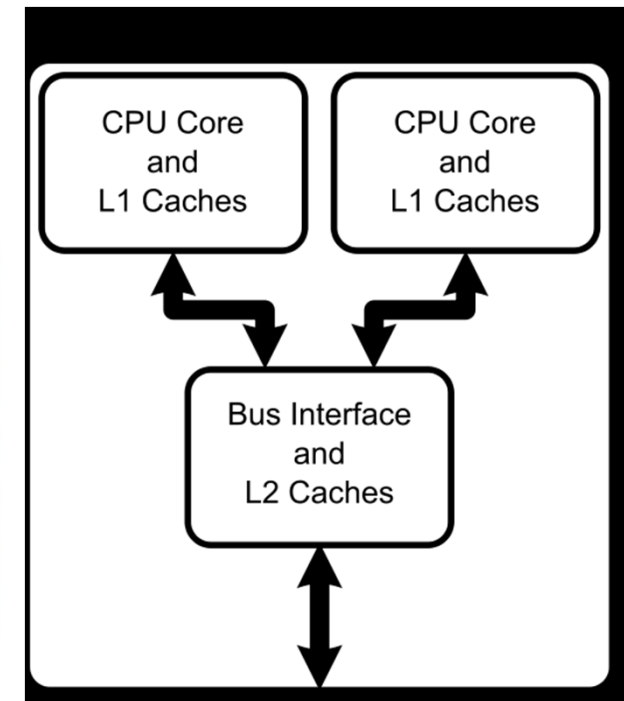 CPU Core
and
L1 Caches
CPU Core
and
L1 Caches
Bus Interface
and
L2 Caches